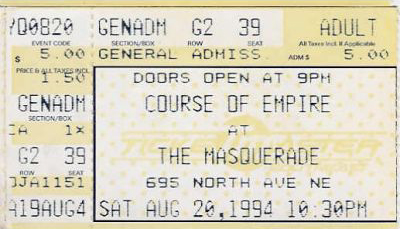 YQ0820 GENADM G2 39 ADULT
EVENT CODE SECTION/BOX ROW SEAT All Taxes Incl. If Applicable
$ 5.00 GENERAL ADMISS. ADM $ 5.00
PRICE & ALL TAXES INCL.
1.50 DOORS OPEN AT 9PM
GENADM COURSE OF EMPIRE
SECTION/BOX
CA 1x AT
G2 39 THE MASQUERADE
ROW SEAT
DJA1151 695 NORTH AVE NE
A19AUG4 SAT AUG 20,1994 10:30PM